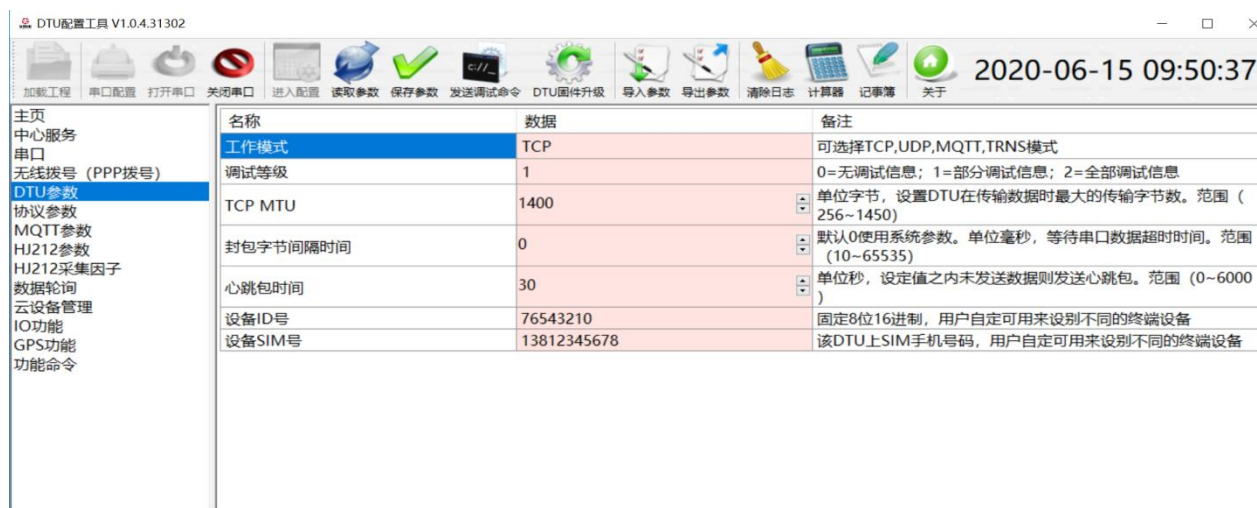 DTU配置工具 V1.0.4.31302
加载工程 串口配置 打开串口 关闭串口 进入配置 读取参数 保存参数 发送调试命令 DTU固件升级 导入参数 导出参数 清除日志 计算器 记事簿 关于
2020-06-15 09:50:37
主页
中心服务
串口
无线拨号（PPP拨号）
DTU参数
协议参数
MQTT参数
HJ212参数
HJ212采集因子
数据轮询
云设备管理
IO功能
GPS功能
功能命令
名称 数据 备注
工作模式 TCP 可选择TCP,UDP,MQTT,TRNS模式
调试等级 1 0=无调试信息；1=部分调试信息；2=全部调试信息
TCP MTU 1400 单位字节，设置DTU在传输数据时最大的传输字节数。范围（
256~1450)
封包字节间隔时间 0 默认0使用系统参数。单位毫秒，等待串口数据超时时间。范围
（10~65535)
心跳包时间 30 单位秒，设定值之内未发送数据则发送心跳包。范围（0~6000
)
设备ID号 76543210 固定8位16进制，用户自定可用来设别不同的终端设备
设备SIM号 13812345678 该DTU上SIM手机号码，用户自定可用来设别不同的终端设备
c://_